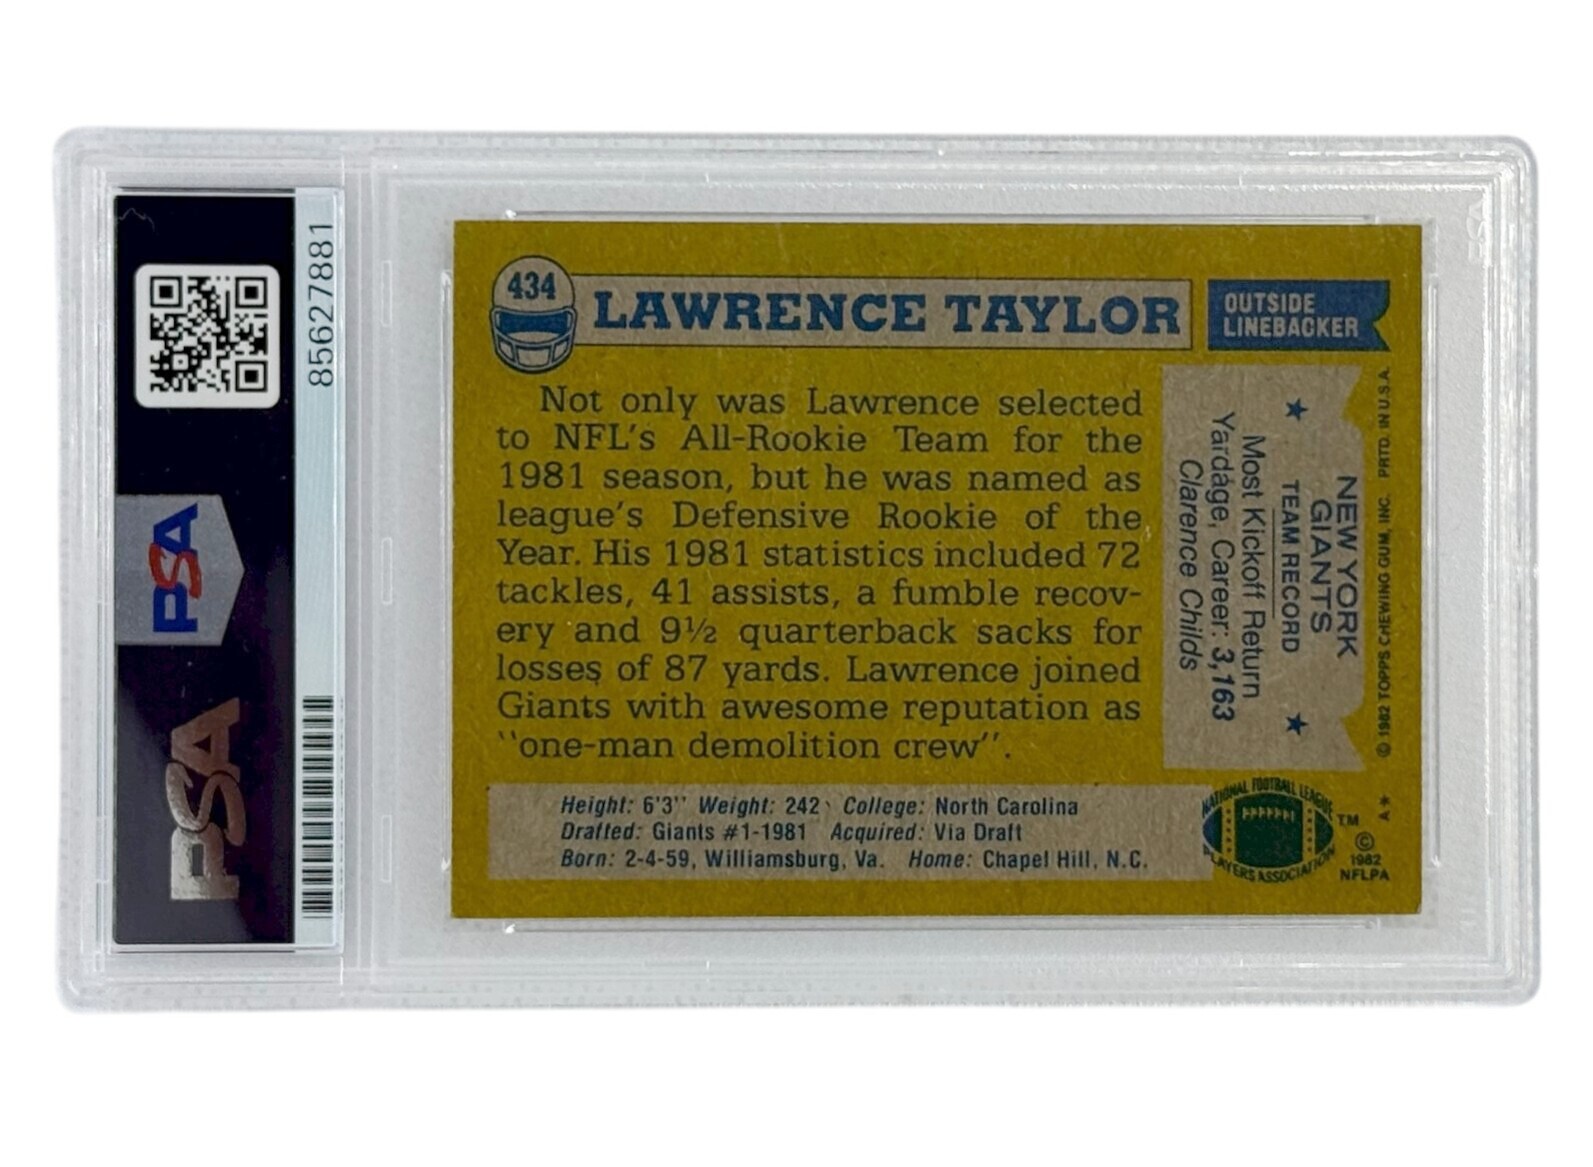 85627881
PSA
PSA
434
LAWRENCE TAYLOR
OUTSIDE
LINEBACKER
Not only was Lawrence selected
to NFL's All-Rookie Team for the
1981 season, but he was named as
league's Defensive Rookie of the
Year. His 1981 statistics included 72
tackles, 41 assists, a fumble recov-
ery and 9½ quarterback sacks for
losses of 87 yards. Lawrence joined
Giants with awesome reputation as
"one-man demolition crew".
NEW YORK
GIANTS
★ TEAM RECORD ★
Most Kickoff Return
Yardage, Career: 3,163
Clarence Childs
© 1982 TOPPS CHEWING GUM, INC. PRTD. IN U.S.A.
Height: 6'3" Weight: 242 College: North Carolina
Drafted: Giants #1-1981 Acquired: Via Draft
Born: 2-4-59, Williamsburg, Va. Home: Chapel Hill, N.C.
NATIONAL FOOTBALL LEAGUE
PLAYERS ASSOCIATION
TM
©
1982
NFLPA
A*